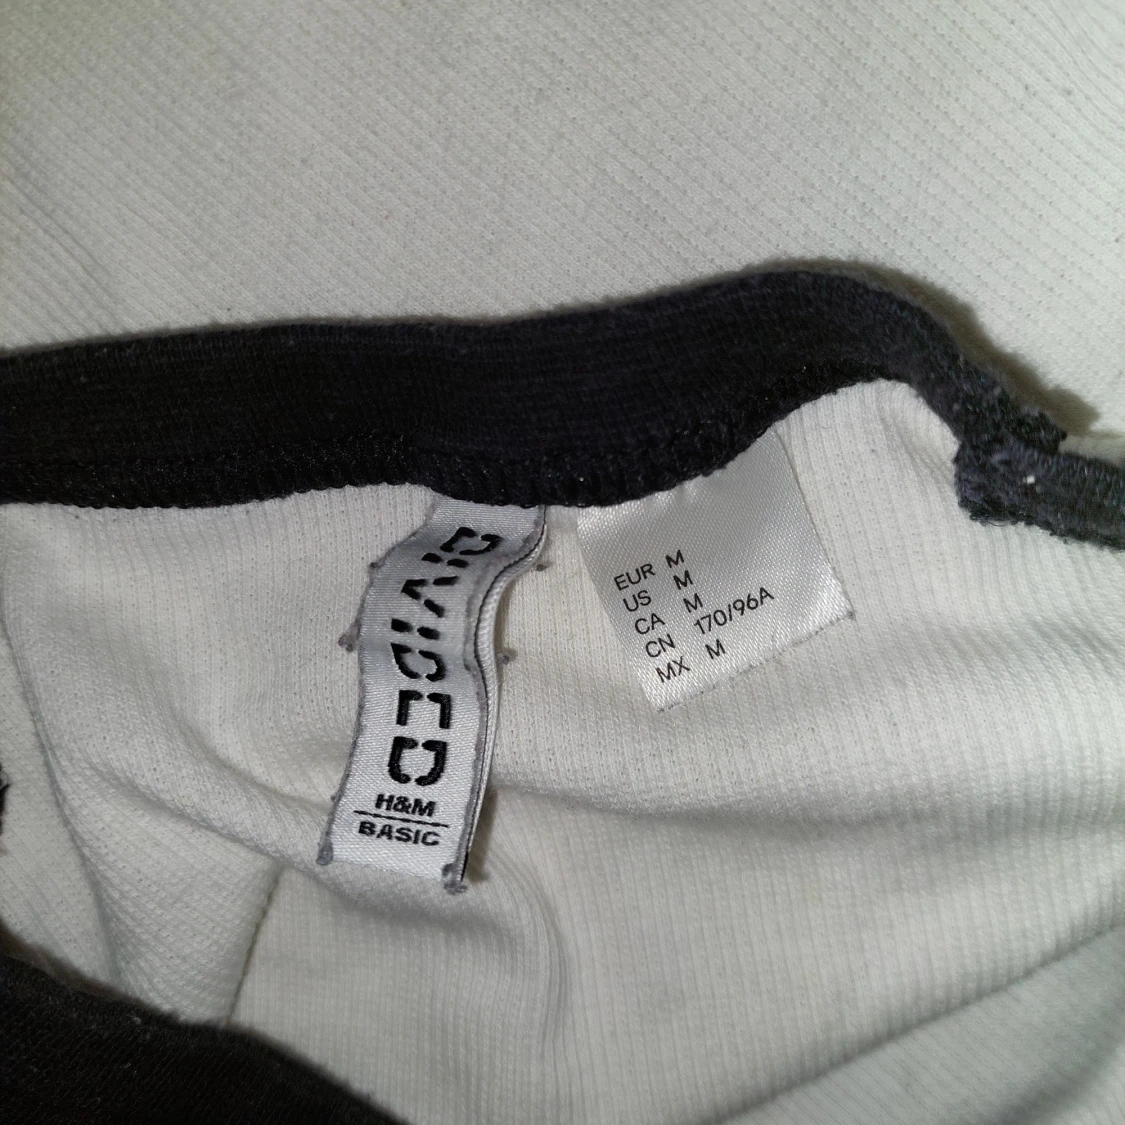 DIVIDED
H&M
BASIC
EUR M
US M
CA M
CN 170/96A
MX M